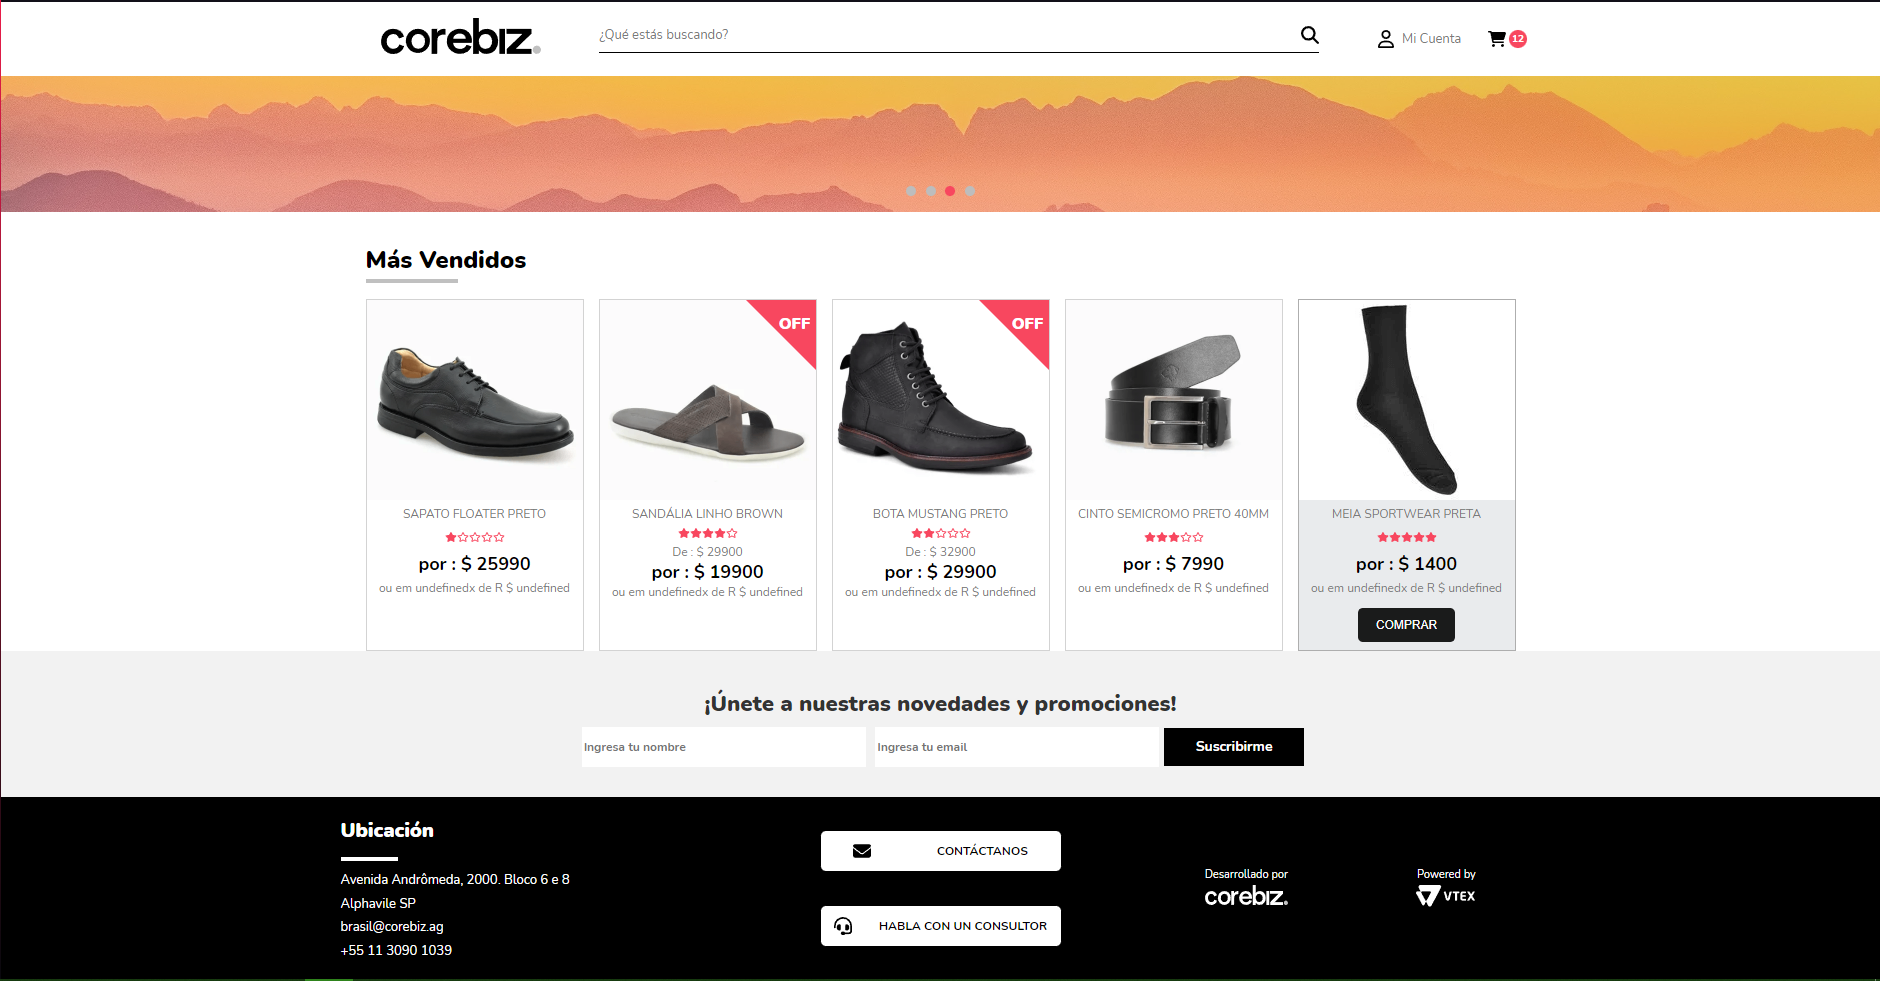 corebiz.
¿Qué estás buscando?
Mi Cuenta
12
Más Vendidos
OFF
OFF
SAPATO FLOATER PRETO
por : $ 25990
ou em undefinedx de R $ undefined
SANDÁLIA LINHO BROWN
De : $ 29900
por : $ 19900
ou em undefinedx de R $ undefined
BOTA MUSTANG PRETO
De : $ 32900
por : $ 29900
ou em undefinedx de R $ undefined
CINTO SEMICROMO PRETO 40MM
por : $ 7990
ou em undefinedx de R $ undefined
MEIA SPORTWEAR PRETA
por : $ 1400
ou em undefinedx de R $ undefined
COMPRAR
¡Únete a nuestras novedades y promociones!
Ingresa tu nombre
Ingresa tu email
Suscribirme
Ubicación
Avenida Andrômeda, 2000. Bloco 6 e 8
Alphavile SP
brasil@corebiz.ag
+55 11 3090 1039
CONTÁCTANOS
HABLA CON UN CONSULTOR
Desarrollado por
corebiz.
Powered by
VTEX